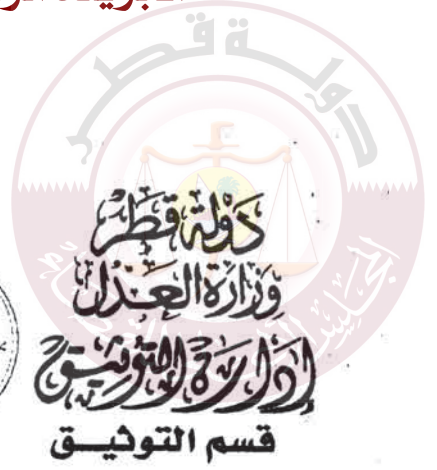 دولة قطر
دولة قطر
وزارة العدل
إدارة التوثيق
قسم التوثيق